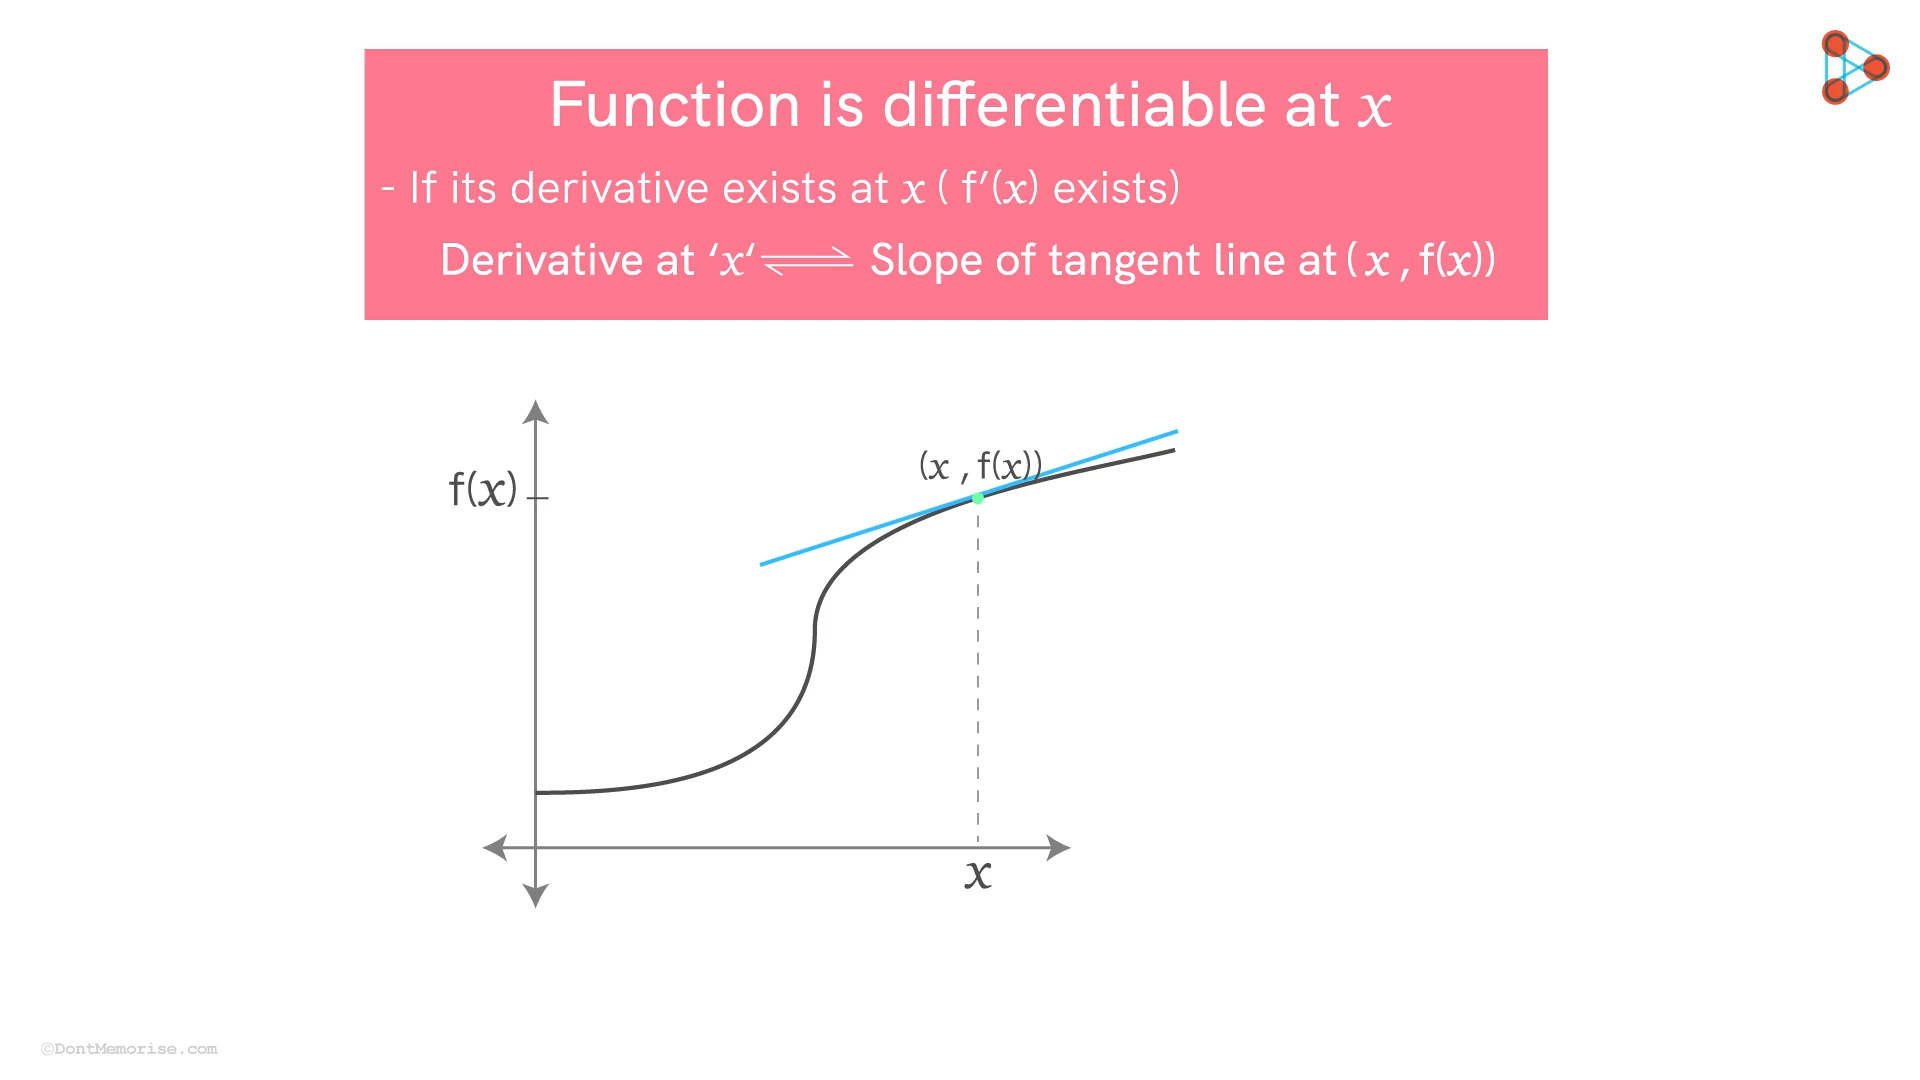 Function is differentiable at x
- If its derivative exists at x ( f′(x) exists)
Derivative at ‘x‘ ⇌ Slope of tangent line at ( x , f(x))
(x , f(x))
f(x)
x
©DontMemorise.com